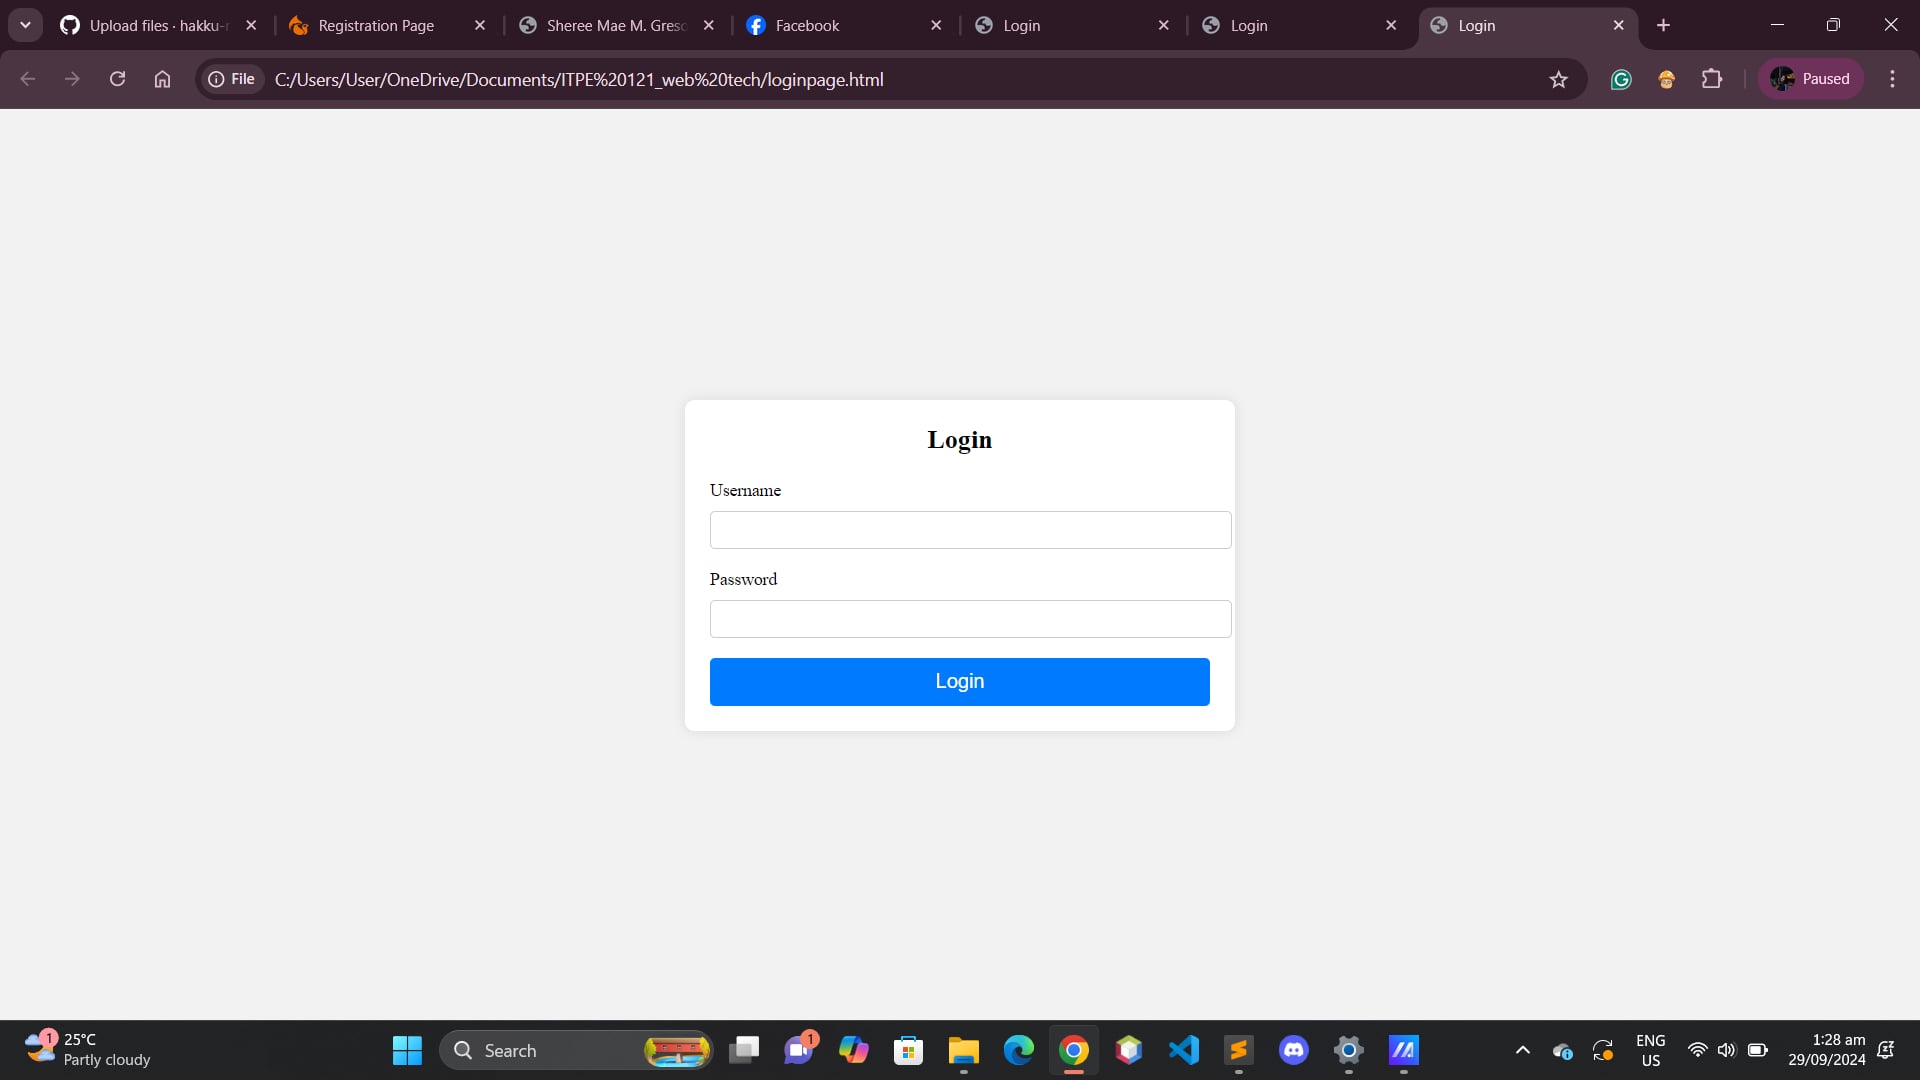 Upload files · hakku-r
Registration Page
Sheree Mae M. Greso
Facebook
Login
Login
Login
File
C:/Users/User/OneDrive/Documents/ITPE%20121_web%20tech/loginpage.html
Paused
Login
Username
Password
Login
1
25°C
Partly cloudy
Search
1
ENG
US
1:28 am
29/09/2024